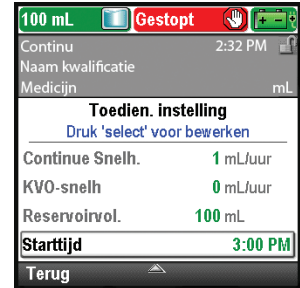 100 mL Gestopt
Continu 2:32 PM
Naam kwalificatie
Medicijn mL
Toedien. instelling
Druk 'select' voor bewerken
Continue Snelh. 1 mL/uur
KVO-snelh 0 mL/uur
Reservoirvol. 100 mL
Starttijd 3:00 PM
Terug